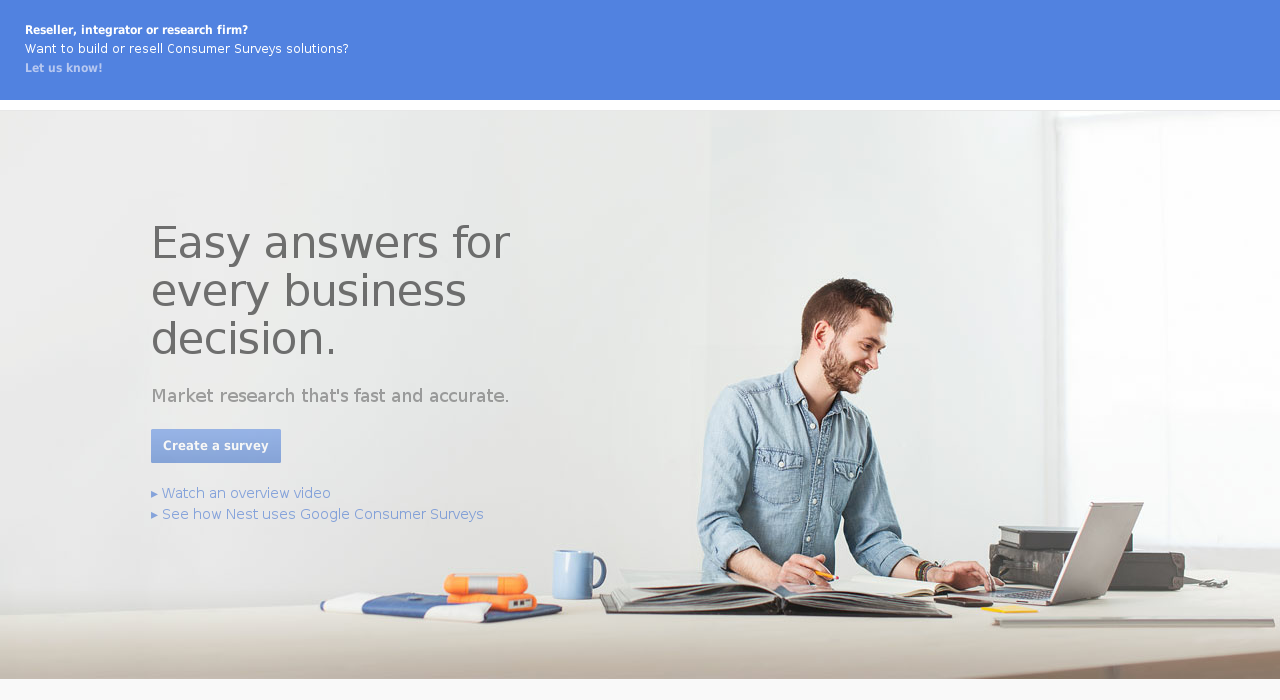 Reseller, integrator or research firm?
Want to build or resell Consumer Surveys solutions?
Let us know!
Easy answers for
every business
decision.
Market research that's fast and accurate.
Create a survey
▸ Watch an overview video
▸ See how Nest uses Google Consumer Surveys